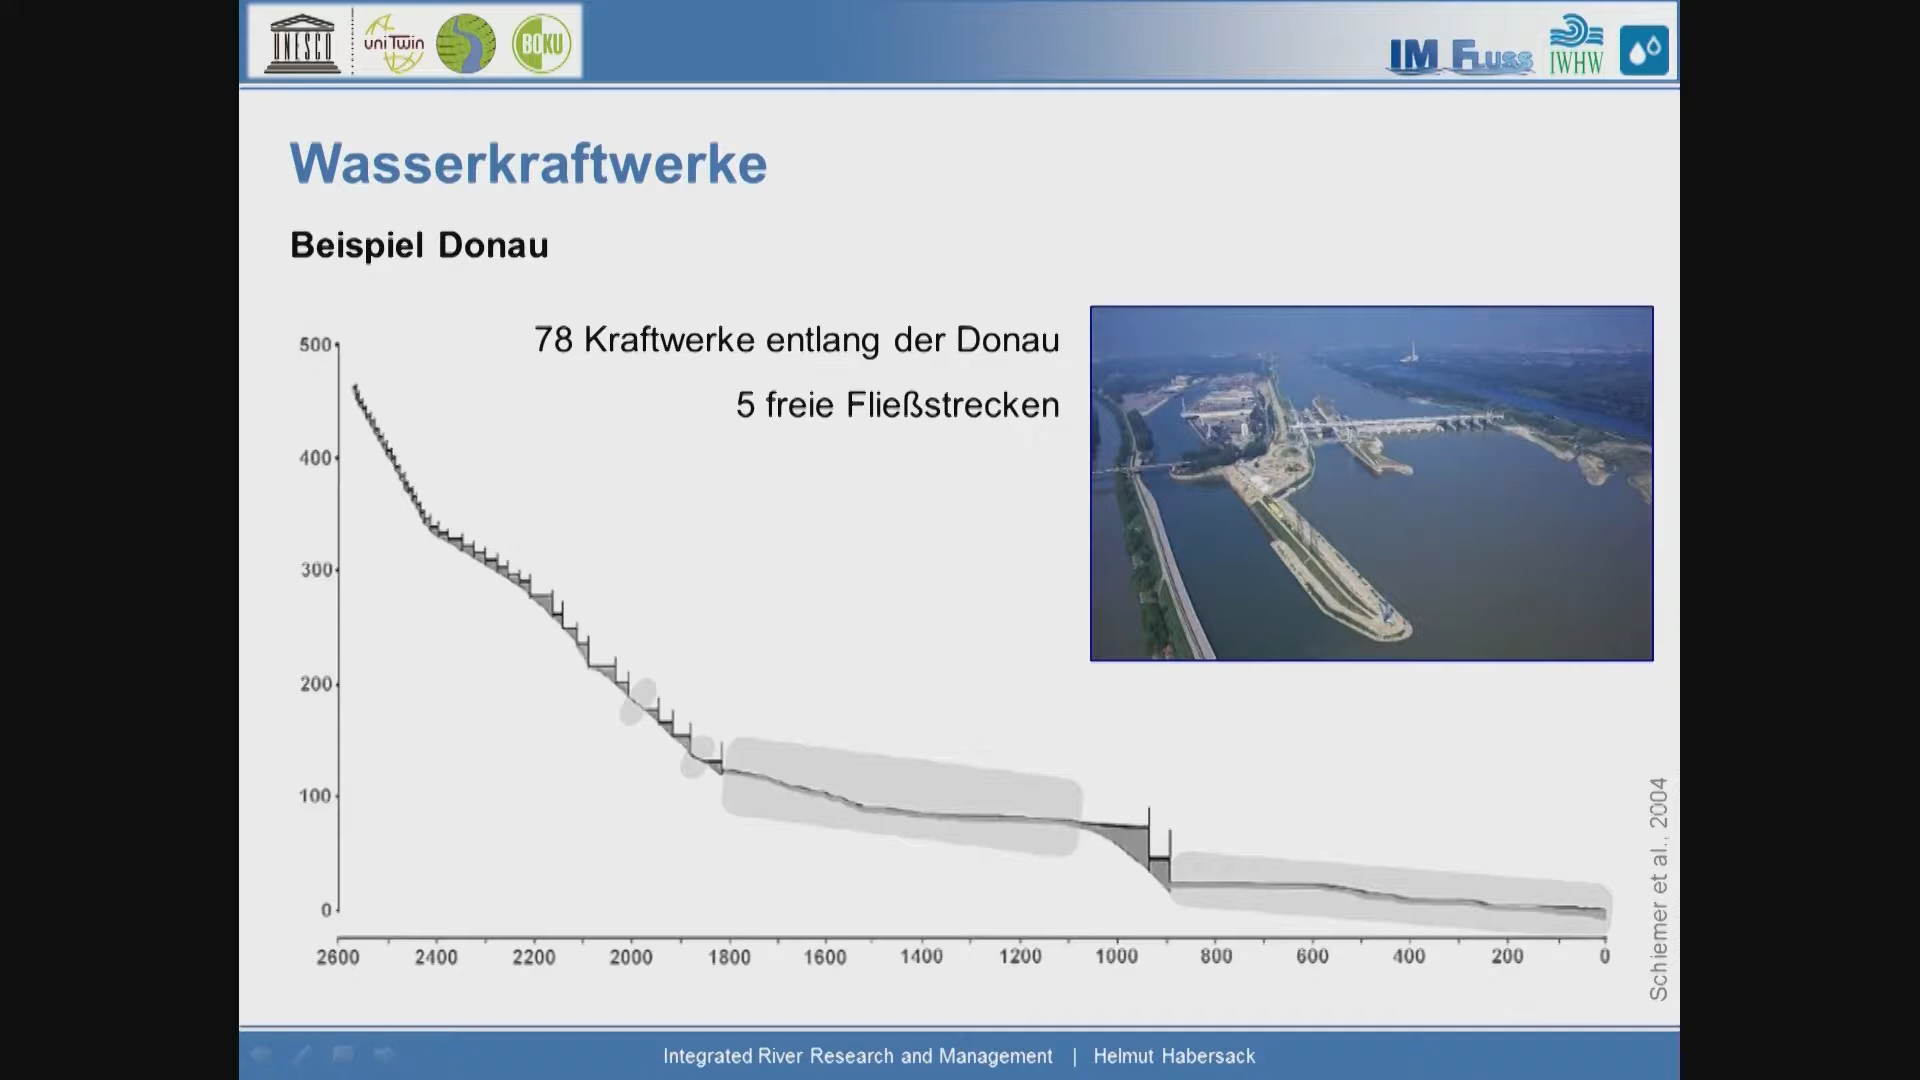 UNESCO
uniTwin
BOKU
IM FLUSS
IWHW
Wasserkraftwerke
Beispiel Donau
78 Kraftwerke entlang der Donau
5 freie Fließstrecken
500
400
300
200
100
0
2600 2400 2200 2000 1800 1600 1400 1200 1000 800 600 400 200 0
Schiemer et al., 2004
Integrated River Research and Management | Helmut Habersack